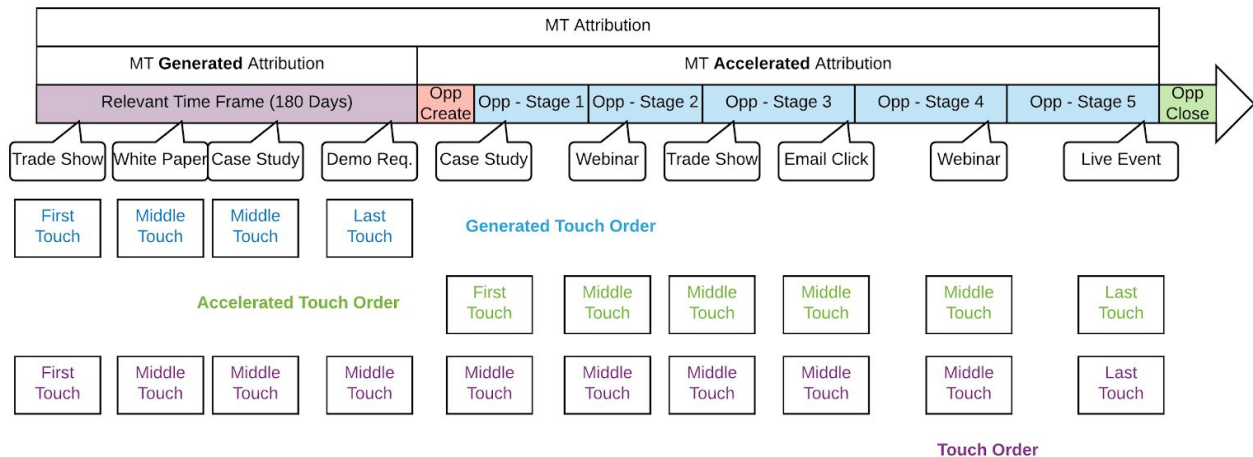 MT Attribution
MT Generated Attribution
MT Accelerated Attribution
Relevant Time Frame (180 Days)
Opp
Create
Opp - Stage 1
Opp - Stage 2
Opp - Stage 3
Opp - Stage 4
Opp - Stage 5
Opp
Close
Trade Show
White Paper
Case Study
Demo Req.
Case Study
Webinar
Trade Show
Email Click
Webinar
Live Event
First
Touch
Middle
Touch
Middle
Touch
Last
Touch
Generated Touch Order
Accelerated Touch Order
First
Touch
Middle
Touch
Middle
Touch
Middle
Touch
Middle
Touch
Last
Touch
First
Touch
Middle
Touch
Middle
Touch
Middle
Touch
Middle
Touch
Middle
Touch
Middle
Touch
Middle
Touch
Middle
Touch
Last
Touch
Touch Order